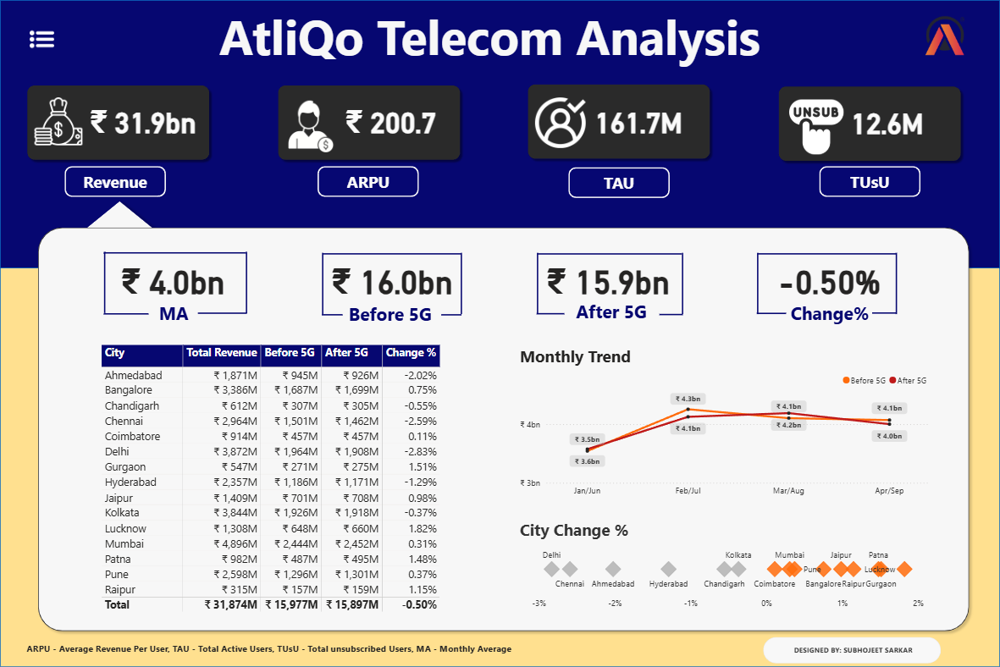 AtliQo Telecom Analysis
₹ 31.9bn
₹ 200.7
161.7M
UNSUB
12.6M
Revenue
ARPU
TAU
TUsU
₹ 4.0bn
MA
₹ 16.0bn
Before 5G
₹ 15.9bn
After 5G
-0.50%
Change%
City Total Revenue Before 5G After 5G Change %
Ahmedabad ₹ 1,871M ₹ 945M ₹ 926M -2.02%
Bangalore ₹ 3,386M ₹ 1,687M ₹ 1,699M 0.75%
Chandigarh ₹ 612M ₹ 307M ₹ 305M -0.55%
Chennai ₹ 2,964M ₹ 1,501M ₹ 1,462M -2.59%
Coimbatore ₹ 914M ₹ 457M ₹ 457M 0.11%
Delhi ₹ 3,872M ₹ 1,964M ₹ 1,908M -2.83%
Gurgaon ₹ 547M ₹ 271M ₹ 275M 1.51%
Hyderabad ₹ 2,357M ₹ 1,186M ₹ 1,171M -1.29%
Jaipur ₹ 1,409M ₹ 701M ₹ 708M 0.98%
Kolkata ₹ 3,844M ₹ 1,926M ₹ 1,918M -0.37%
Lucknow ₹ 1,308M ₹ 648M ₹ 660M 1.82%
Mumbai ₹ 4,896M ₹ 2,444M ₹ 2,452M 0.31%
Patna ₹ 982M ₹ 487M ₹ 495M 1.48%
Pune ₹ 2,598M ₹ 1,296M ₹ 1,301M 0.37%
Raipur ₹ 315M ₹ 157M ₹ 159M 1.15%
Total ₹ 31,874M ₹ 15,977M ₹ 15,897M -0.50%
Monthly Trend
Before 5G After 5G
₹ 4.3bn
₹ 4.1bn ₹ 4.1bn
₹ 4bn
₹ 4.1bn ₹ 4.2bn
₹ 3.5bn ₹ 4.0bn
₹ 3.6bn
₹ 3bn
Jan/Jun Feb/Jul Mar/Aug Apr/Sep
City Change %
Delhi Kolkata Mumbai Jaipur Patna
Pune Lucknow
Chennai Ahmedabad Hyderabad Chandigarh Coimbatore Bangalore Raipur Gurgaon
-3% -2% -1% 0% 1% 2%
ARPU - Average Revenue Per User, TAU - Total Active Users, TUsU - Total unsubscribed Users, MA - Monthly Average
DESIGNED BY: SUBHOJEET SARKAR